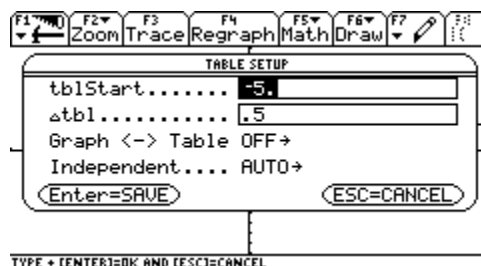 F1 F2 F3 F4 F5 F6 F7
Zoom Trace Regraph Math Draw
TABLE SETUP
tblStart....... -5.
△tbl........... .5
Graph <-> Table OFF→
Independent.... AUTO→
Enter=SAVE ESC=CANCEL
TYPE + [ENTER]=OK AND [ESC]=CANCEL